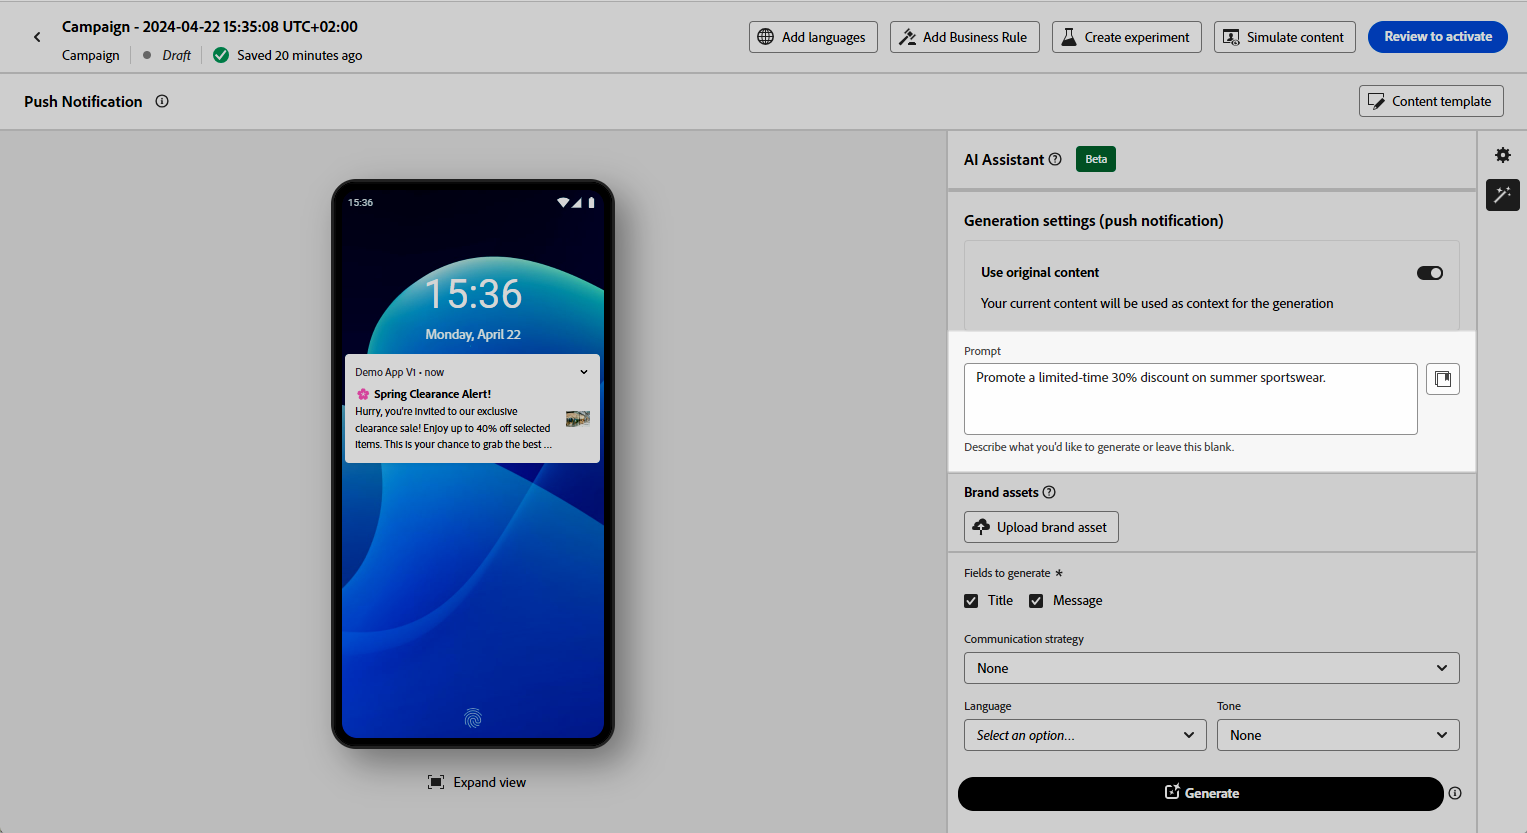 Campaign - 2024-04-22 15:35:08 UTC+02:00
Campaign
Draft
Saved 20 minutes ago
Add languages
Add Business Rule
Create experiment
Simulate content
Review to activate
Push Notification
Content template
15:36
15:36
Monday, April 22
Demo App V1 • now
🌸 Spring Clearance Alert!
Hurry, you're invited to our exclusive
clearance sale! Enjoy up to 40% off selected
items. This is your chance to grab the best ...
Expand view
AI Assistant
Beta
Generation settings (push notification)
Use original content
Your current content will be used as context for the generation
Prompt
Promote a limited-time 30% discount on summer sportswear.
Describe what you'd like to generate or leave this blank.
Brand assets
Upload brand asset
Fields to generate *
Title
Message
Communication strategy
None
Language
Tone
Select an option...
None
Generate